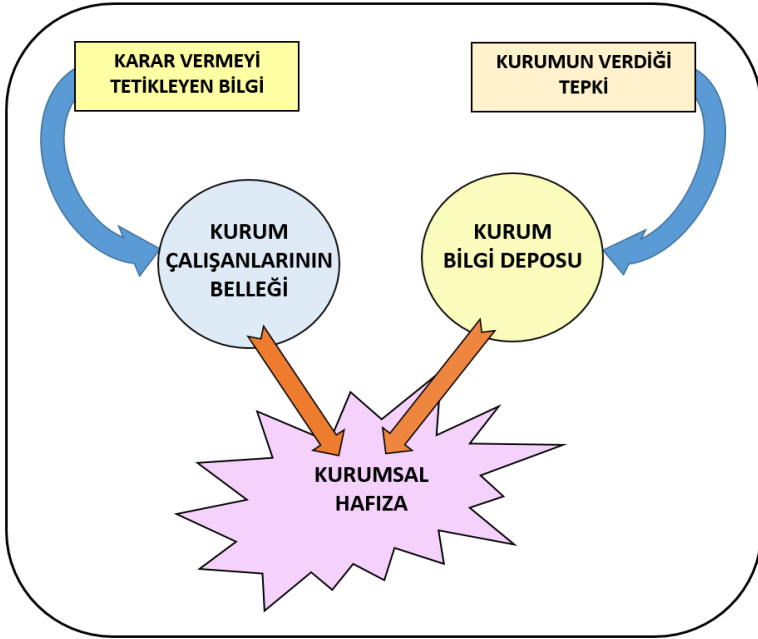 KARAR VERMEYİ
TETİKLEYEN BİLGİ
KURUMUN VERDİĞİ
TEPKİ
KURUM
ÇALIŞANLARININ
BELLEĞİ
KURUM
BİLGİ DEPOSU
KURUMSAL
HAFIZA